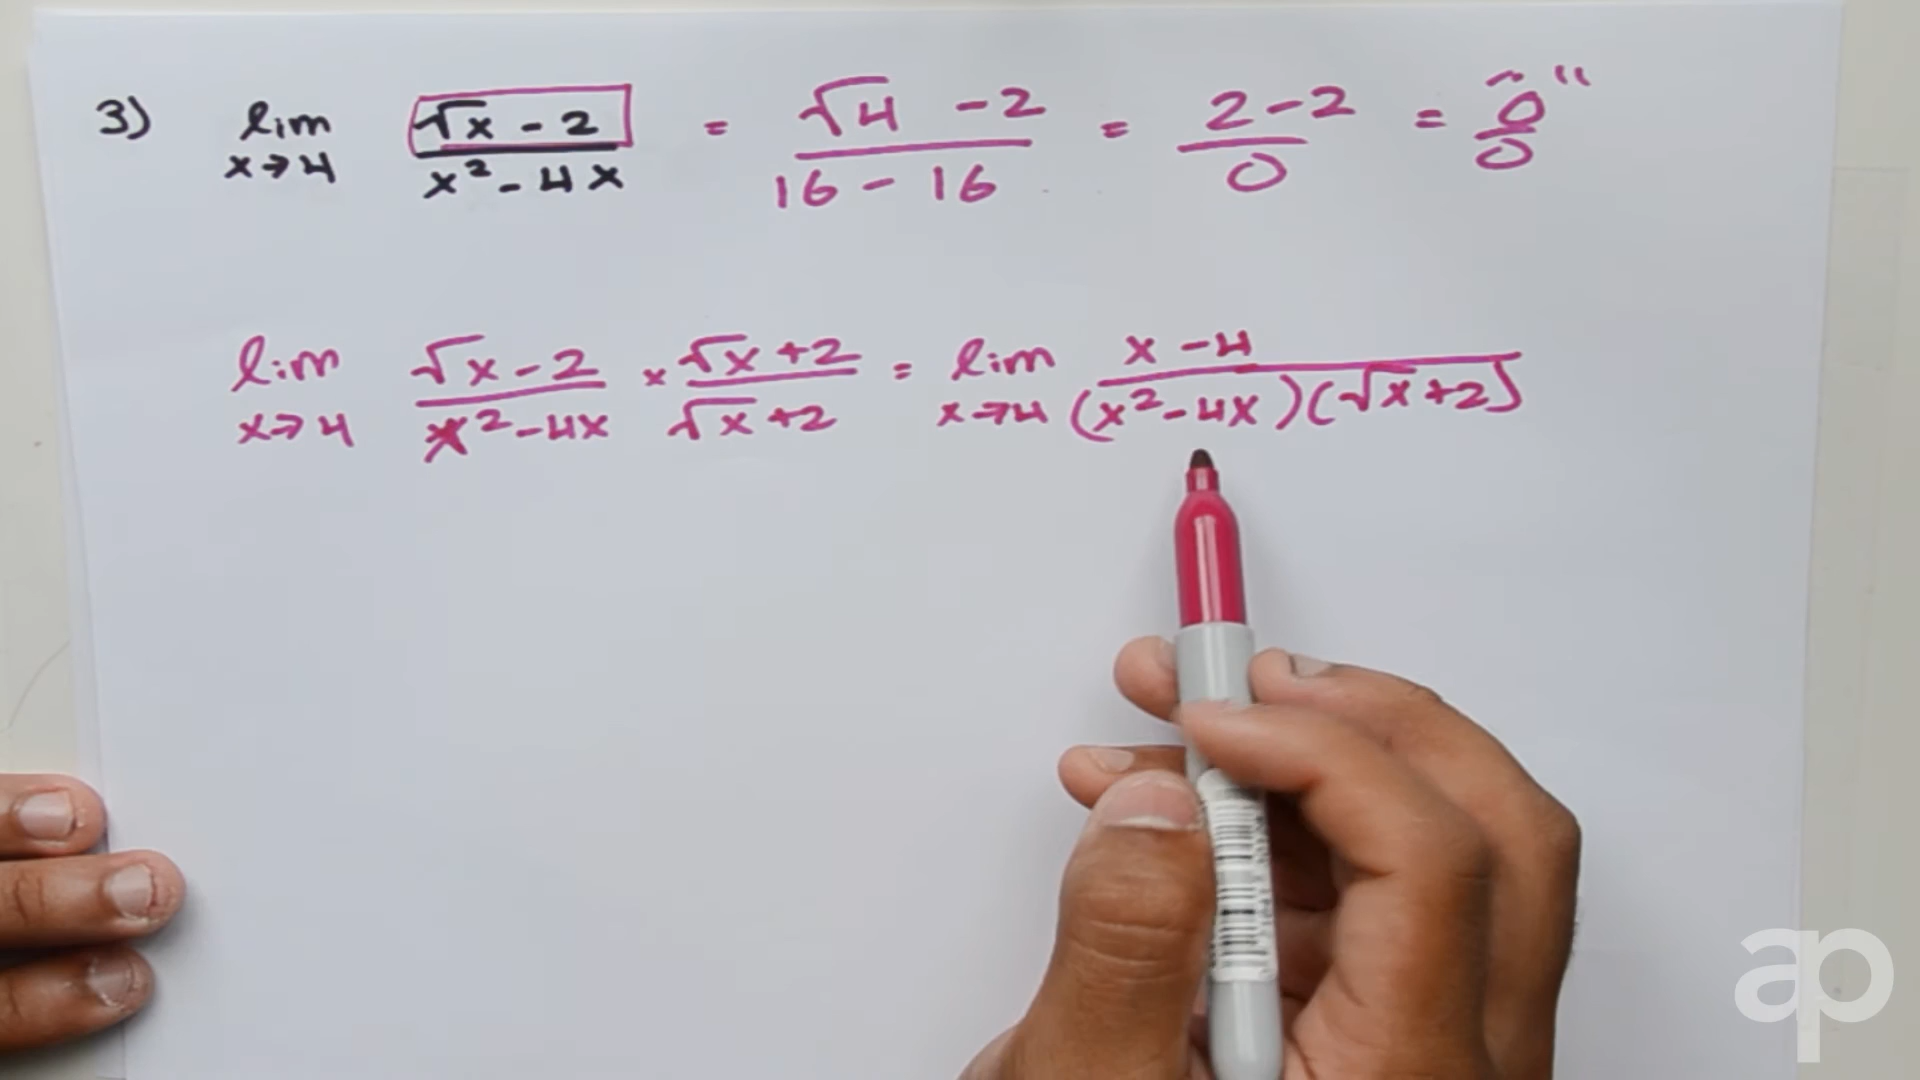 3) lim x→4 (√x - 2)/(x² - 4x) = (√4 - 2)/(16 - 16) = (2 - 2)/0 = "0/0"
lim x→4 (√x - 2)/(x² - 4x) × (√x + 2)/(√x + 2) = lim x→4 (x - 4)/((x² - 4x)(√x + 2))
ap